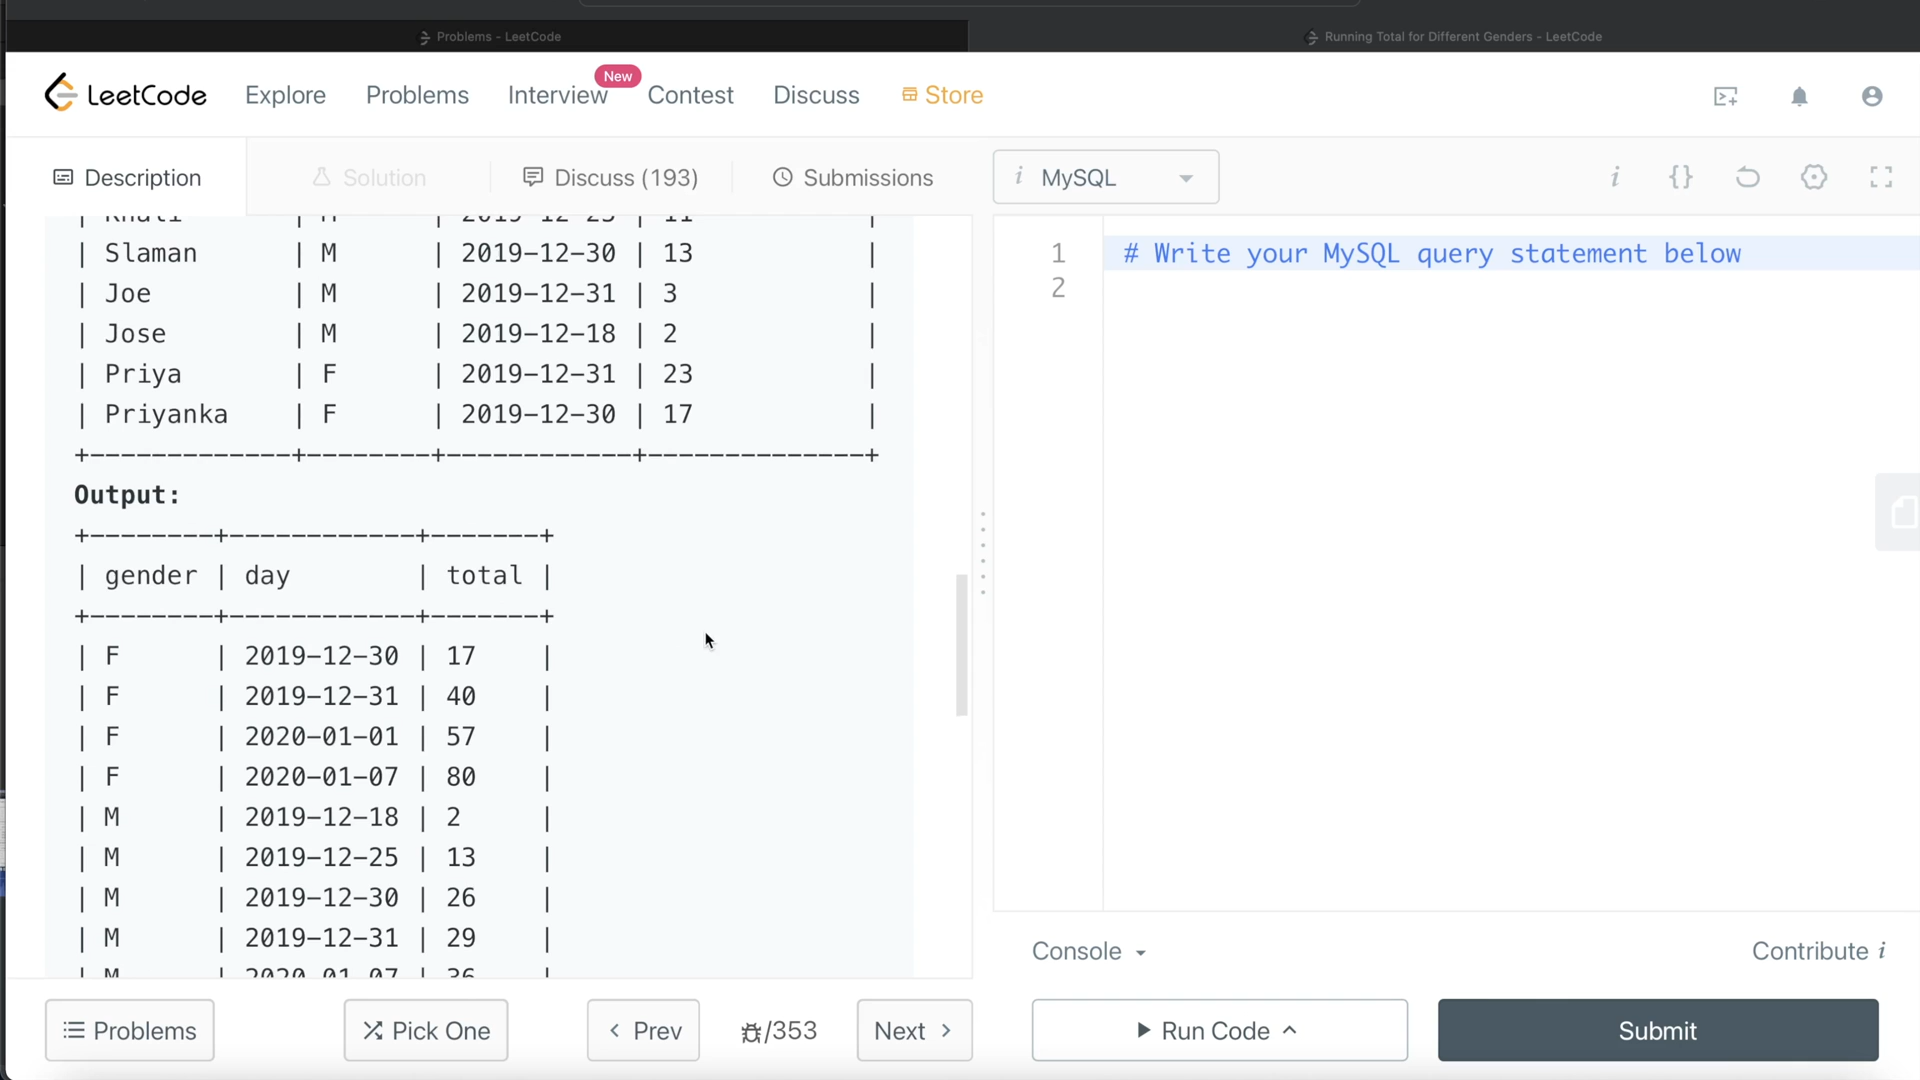 Problems - LeetCode
Running Total for Different Genders - LeetCode
LeetCode Explore Problems Interview New Contest Discuss Store
Description Solution Discuss (193) Submissions
i MySQL
| Slaman | M | 2019-12-30 | 13 |
| Joe | M | 2019-12-31 | 3 |
| Jose | M | 2019-12-18 | 2 |
| Priya | F | 2019-12-31 | 23 |
| Priyanka | F | 2019-12-30 | 17 |
+-------------+--------+------------+---------------+
Output:
+--------+------------+-------+
| gender | day | total |
+--------+------------+-------+
| F | 2019-12-30 | 17 |
| F | 2019-12-31 | 40 |
| F | 2020-01-01 | 57 |
| F | 2020-01-07 | 80 |
| M | 2019-12-18 | 2 |
| M | 2019-12-25 | 13 |
| M | 2019-12-30 | 26 |
| M | 2019-12-31 | 29 |
| M | 2020-01-07 | 36 |
1 # Write your MySQL query statement below
2
Console
Contribute i
Problems
Pick One
< Prev
/353
Next >
Run Code
Submit